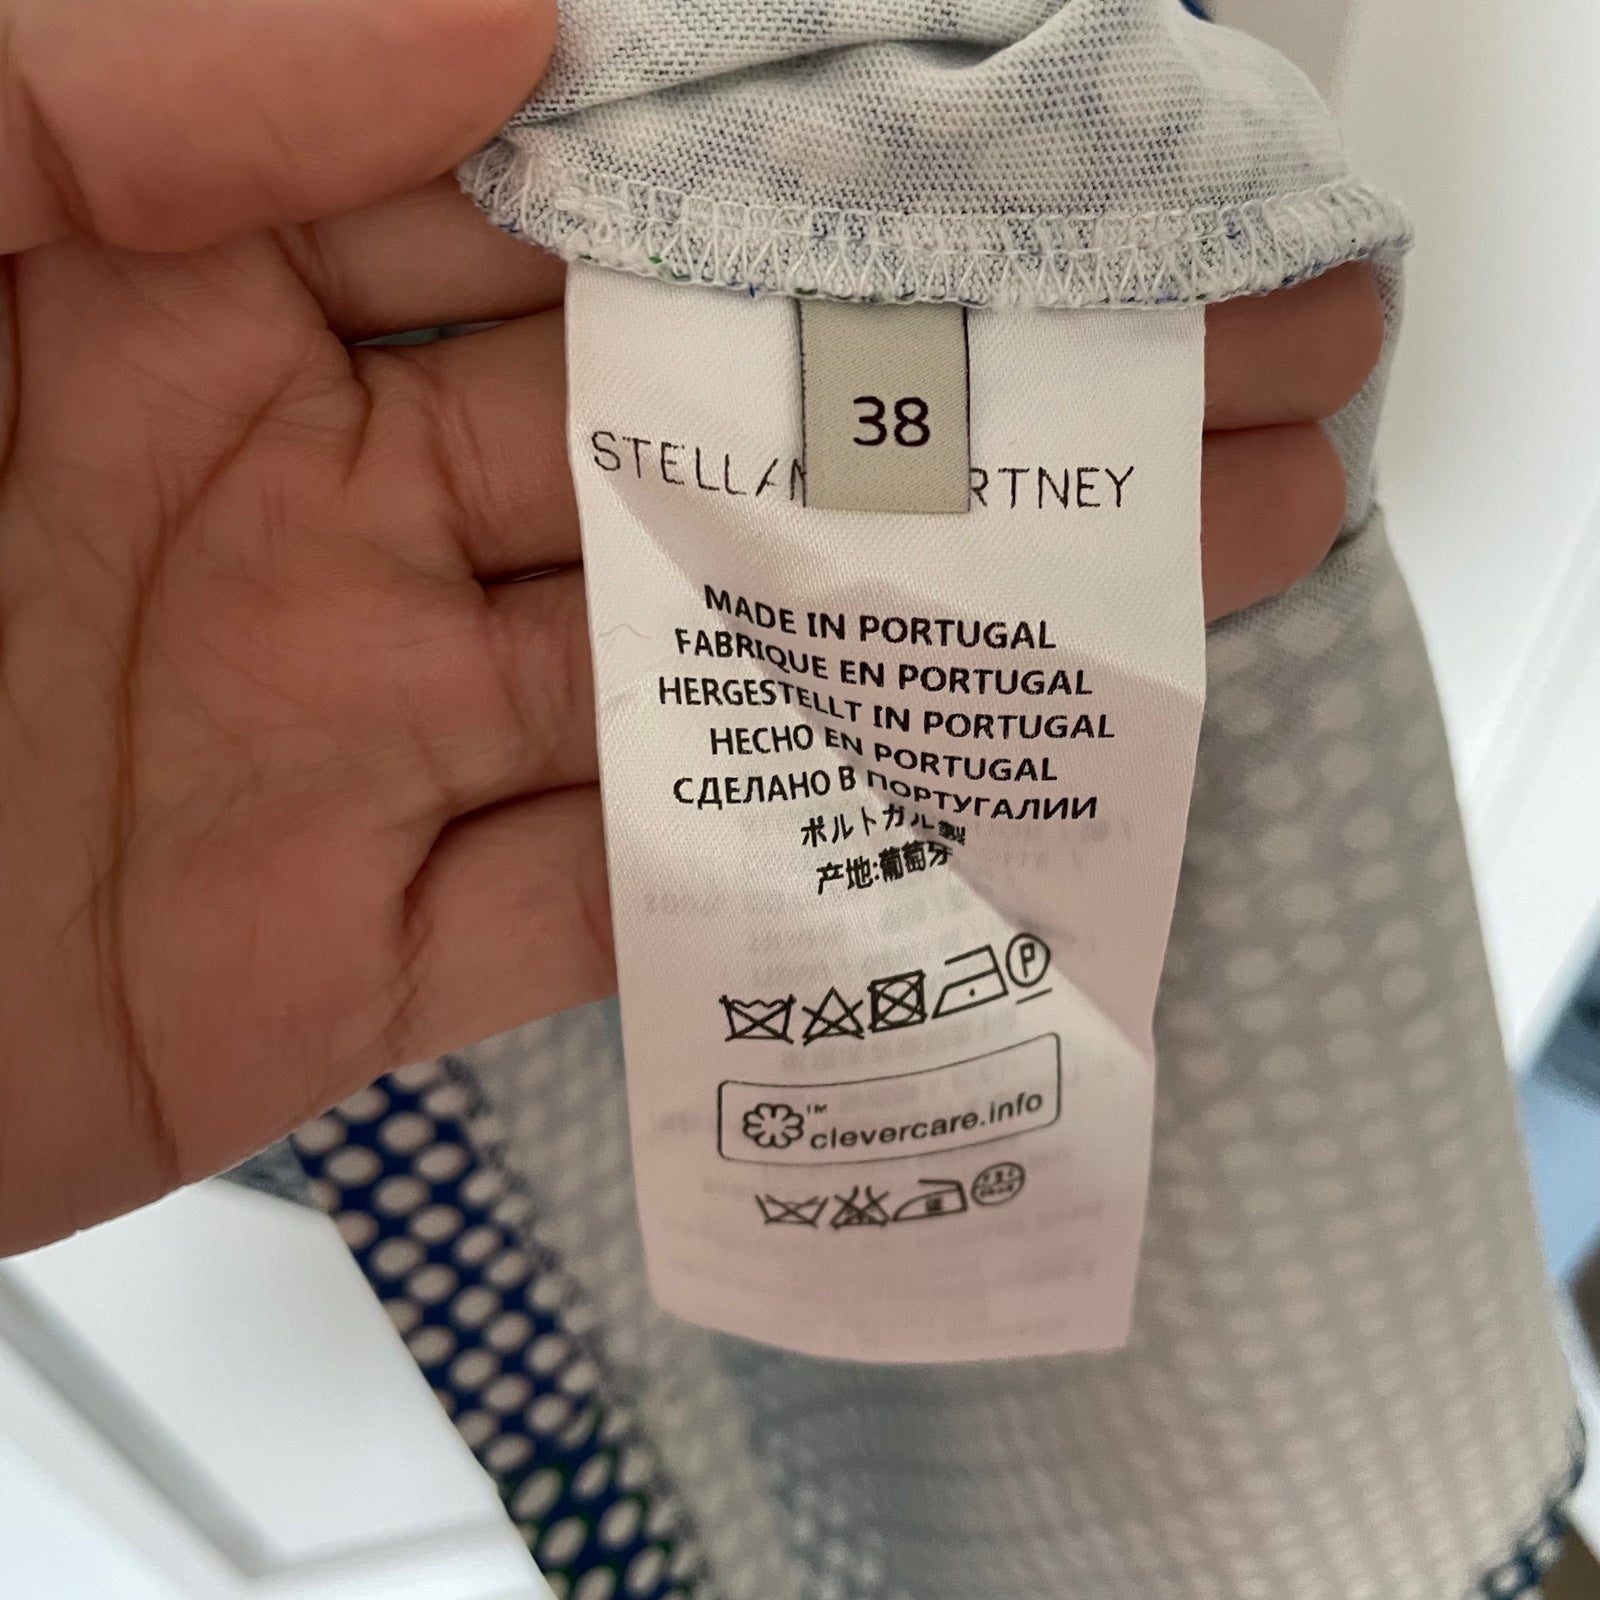 38
STELLA M RTNEY
MADE IN PORTUGAL
FABRIQUE EN PORTUGAL
HERGESTELLT IN PORTUGAL
HECHO EN PORTUGAL
СДЕЛАНО В ПОРТУГАЛИИ
ポルトガル製
产地:葡萄牙
P
™ clevercare.info